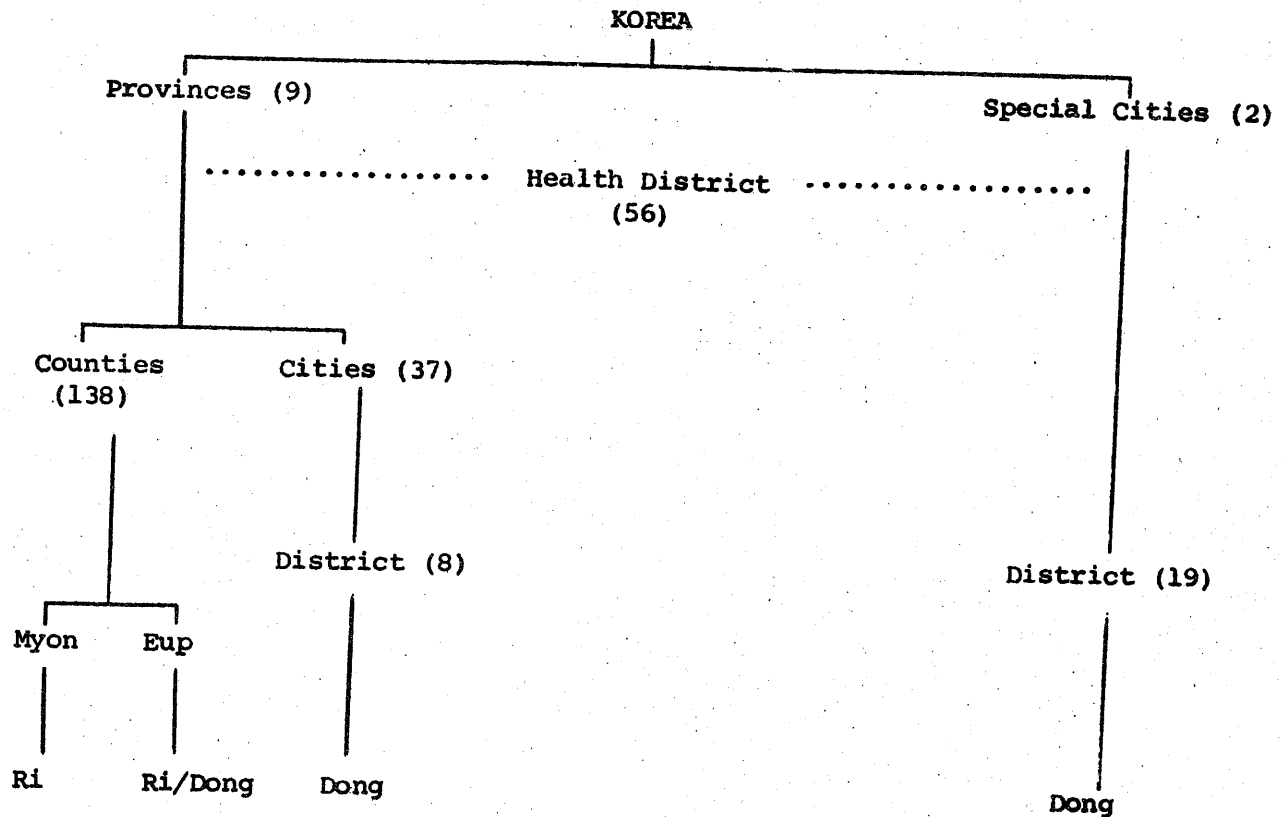 KOREA
Provinces (9)
Special Cities (2)
.................. Health District ..................
(56)
Counties
(138)
Cities (37)
District (8)
District (19)
Myon
Eup
Ri
Ri/Dong
Dong
Dong